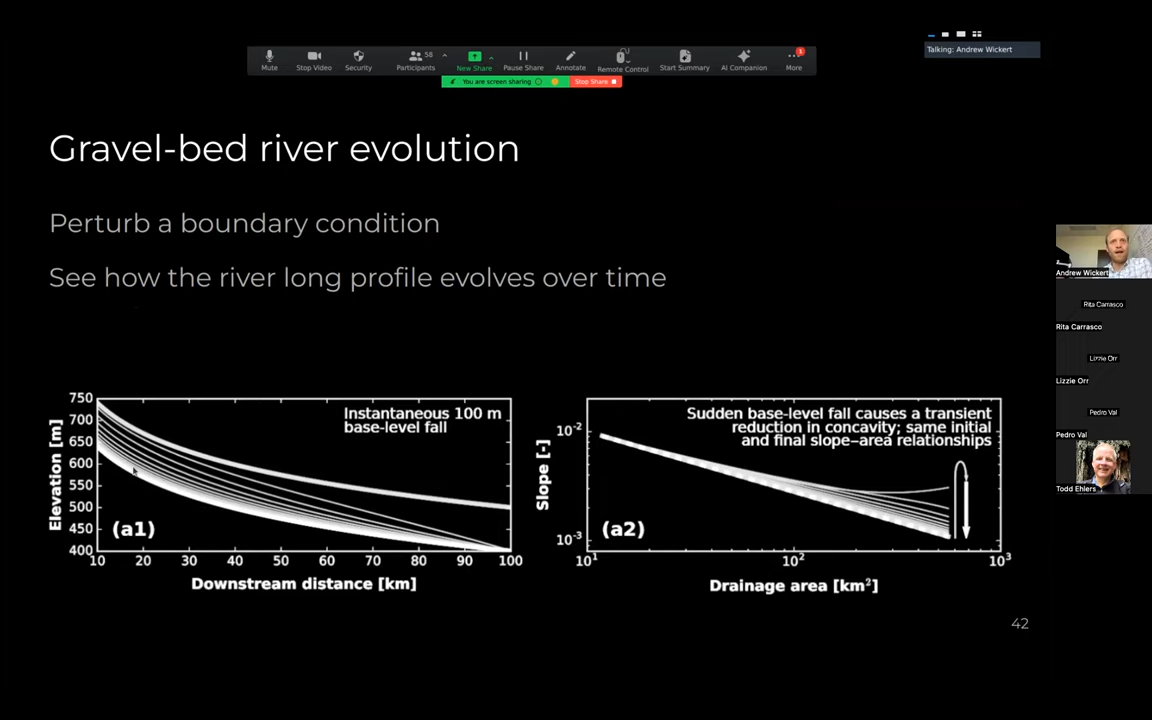 Talking: Andrew Wickert
58
1
Mute
Stop Video
Security
Participants
New Share
Pause Share
Annotate
Remote Control
Start Summary
AI Companion
More
You are screen sharing
Stop Share
Gravel-bed river evolution
Perturb a boundary condition
See how the river long profile evolves over time
Andrew Wickert
Rita Carrasco
Rita Carrasco
Lizzie Orr
Lizzie Orr
Pedro Val
Pedro Val
Todd Ehlers
Elevation [m]
750
700
650
600
550
500
450
400
Instantaneous 100 m
base-level fall
(a1)
10 20 30 40 50 60 70 80 90 100
Downstream distance [km]
Slope [-]
10⁻²
10⁻³
Sudden base-level fall causes a transient
reduction in concavity; same initial
and final slope–area relationships
(a2)
10¹ 10² 10³
Drainage area [km²]
42